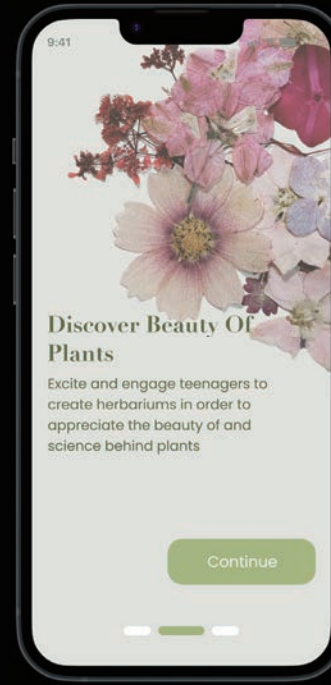 9:41
Discover Beauty Of
Plants
Excite and engage teenagers to
create herbariums in order to
appreciate the beauty of and
science behind plants
Continue